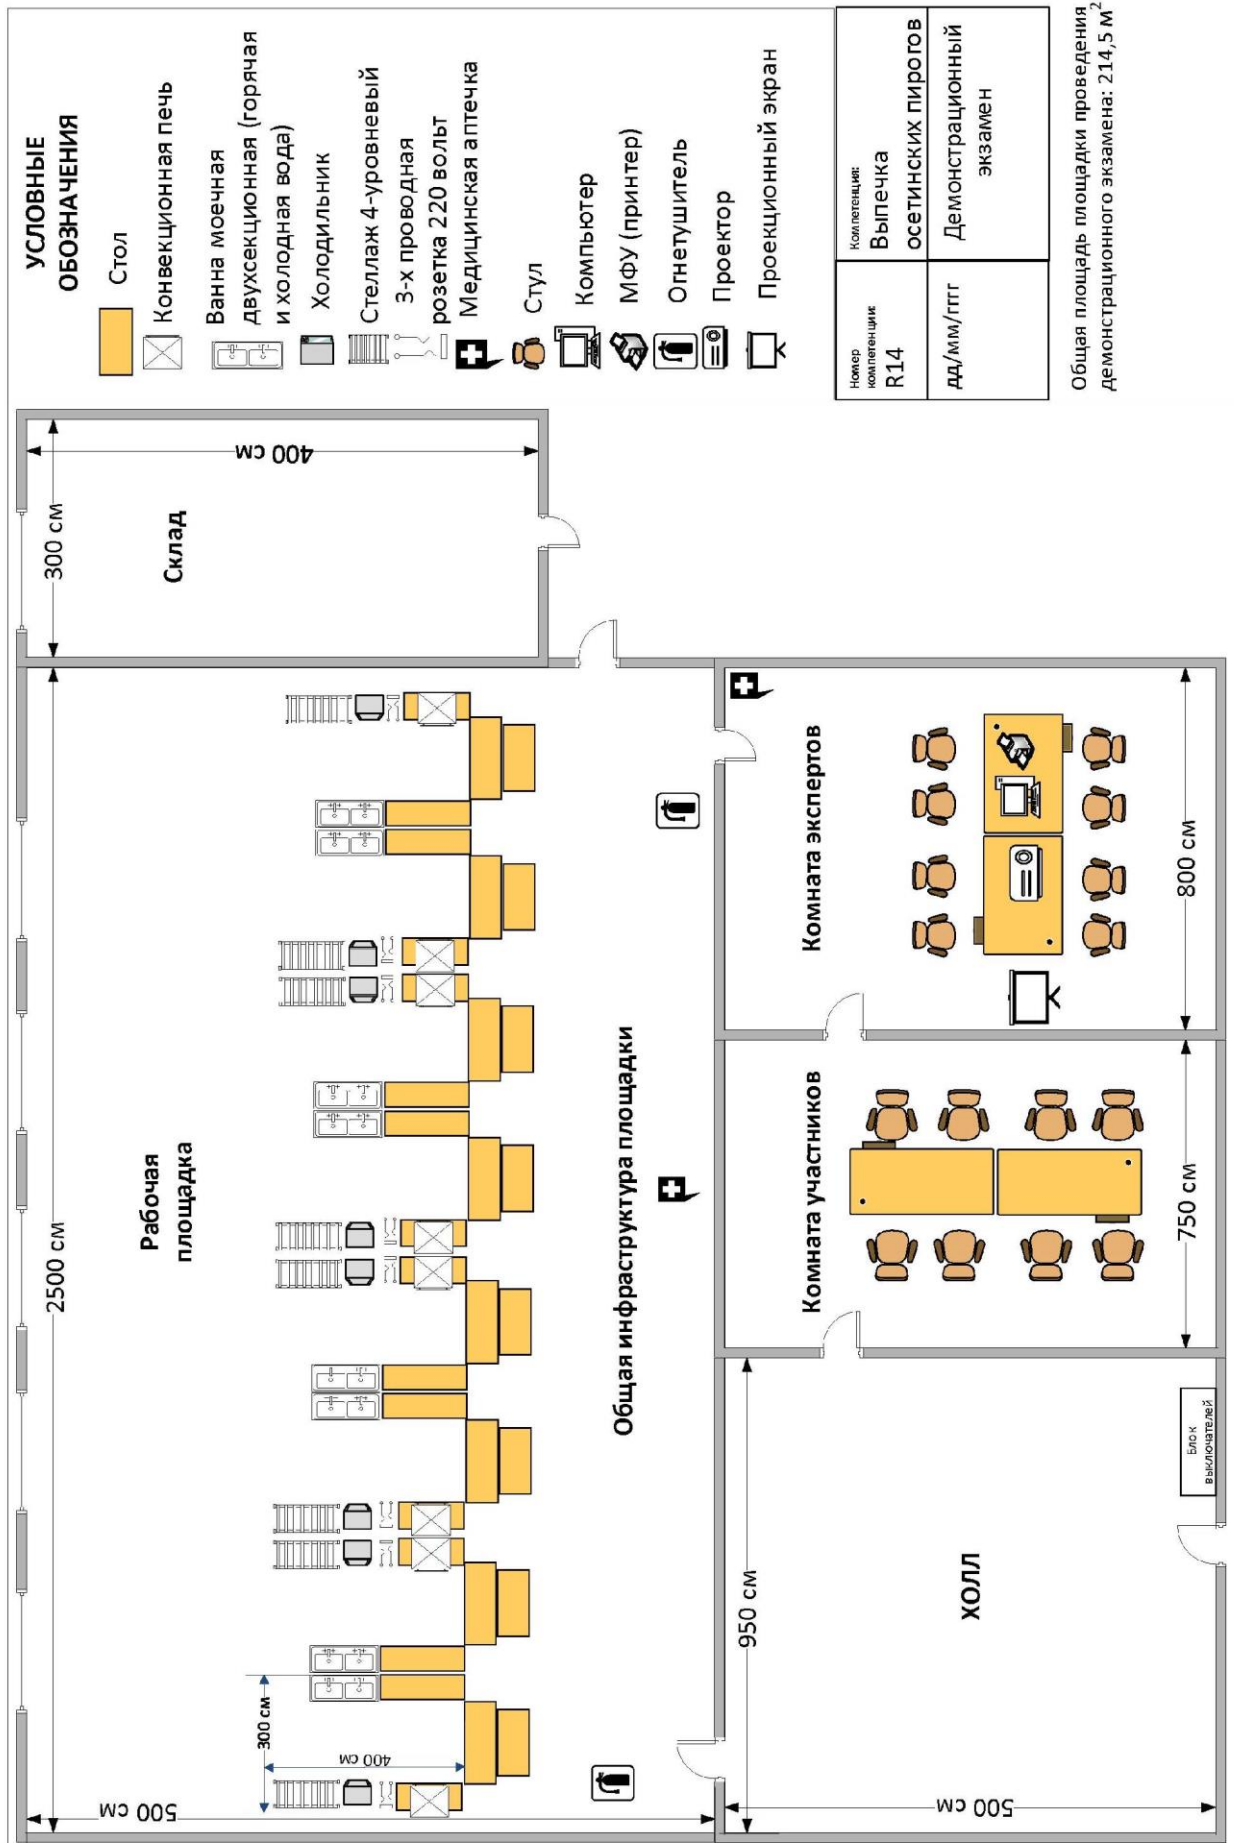 УСЛОВНЫЕ
ОБОЗНАЧЕНИЯ
Стол
Конвекционная печь
Ванна моечная
двухсекционная (горячая
и холодная вода)
Холодильник
Стеллаж 4-уровневый
3-х проводная
розетка 220 вольт
Медицинская аптечка
Стул
Компьютер
МФУ (принтер)
Огнетушитель
Проектор
Проекционный экран
Номер
компетенции:
R14
Компетенция:
Выпечка
осетинских пирогов
дд/мм/гггг
Демонстрационный
экзамен
Общая площадь площадки проведения
демонстрационного экзамена: 214,5 м²
2500 см
300 см
400 см
Склад
Рабочая
площадка
500 см
300 см
400 см
Общая инфраструктура площадки
950 см
500 см
ХОЛЛ
Блок
выключателей
Комната участников
750 см
Комната экспертов
800 см